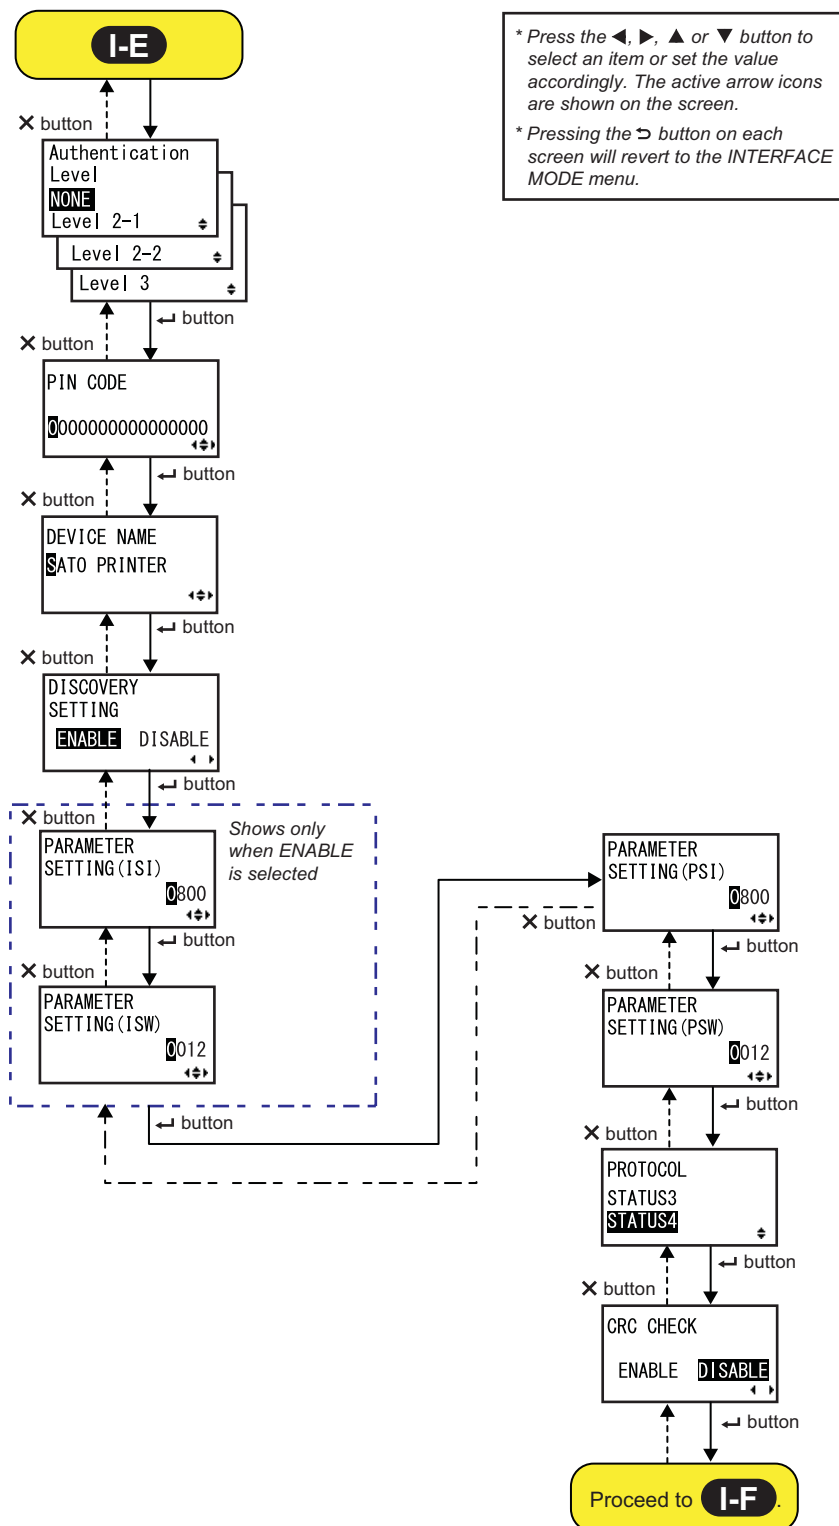 I-E
* Press the ◀, ▶, ▲ or ▼ button to
select an item or set the value
accordingly. The active arrow icons
are shown on the screen.
* Pressing the ⮌ button on each
screen will revert to the INTERFACE
MODE menu.
✕ button
Authentication
Level
NONE
Level 2-1
Level 2-2
Level 3
↵ button
✕ button
PIN CODE
0000000000000000
↵ button
✕ button
DEVICE NAME
SATO PRINTER
↵ button
✕ button
DISCOVERY
SETTING
ENABLE DISABLE
↵ button
✕ button
Shows only
when ENABLE
is selected
PARAMETER
SETTING(ISI)
0800
↵ button
✕ button
PARAMETER
SETTING(ISW)
0012
↵ button
PARAMETER
SETTING(PSI)
0800
✕ button
↵ button
✕ button
PARAMETER
SETTING(PSW)
0012
↵ button
✕ button
PROTOCOL
STATUS3
STATUS4
↵ button
✕ button
CRC CHECK
ENABLE DISABLE
↵ button
Proceed to I-F.